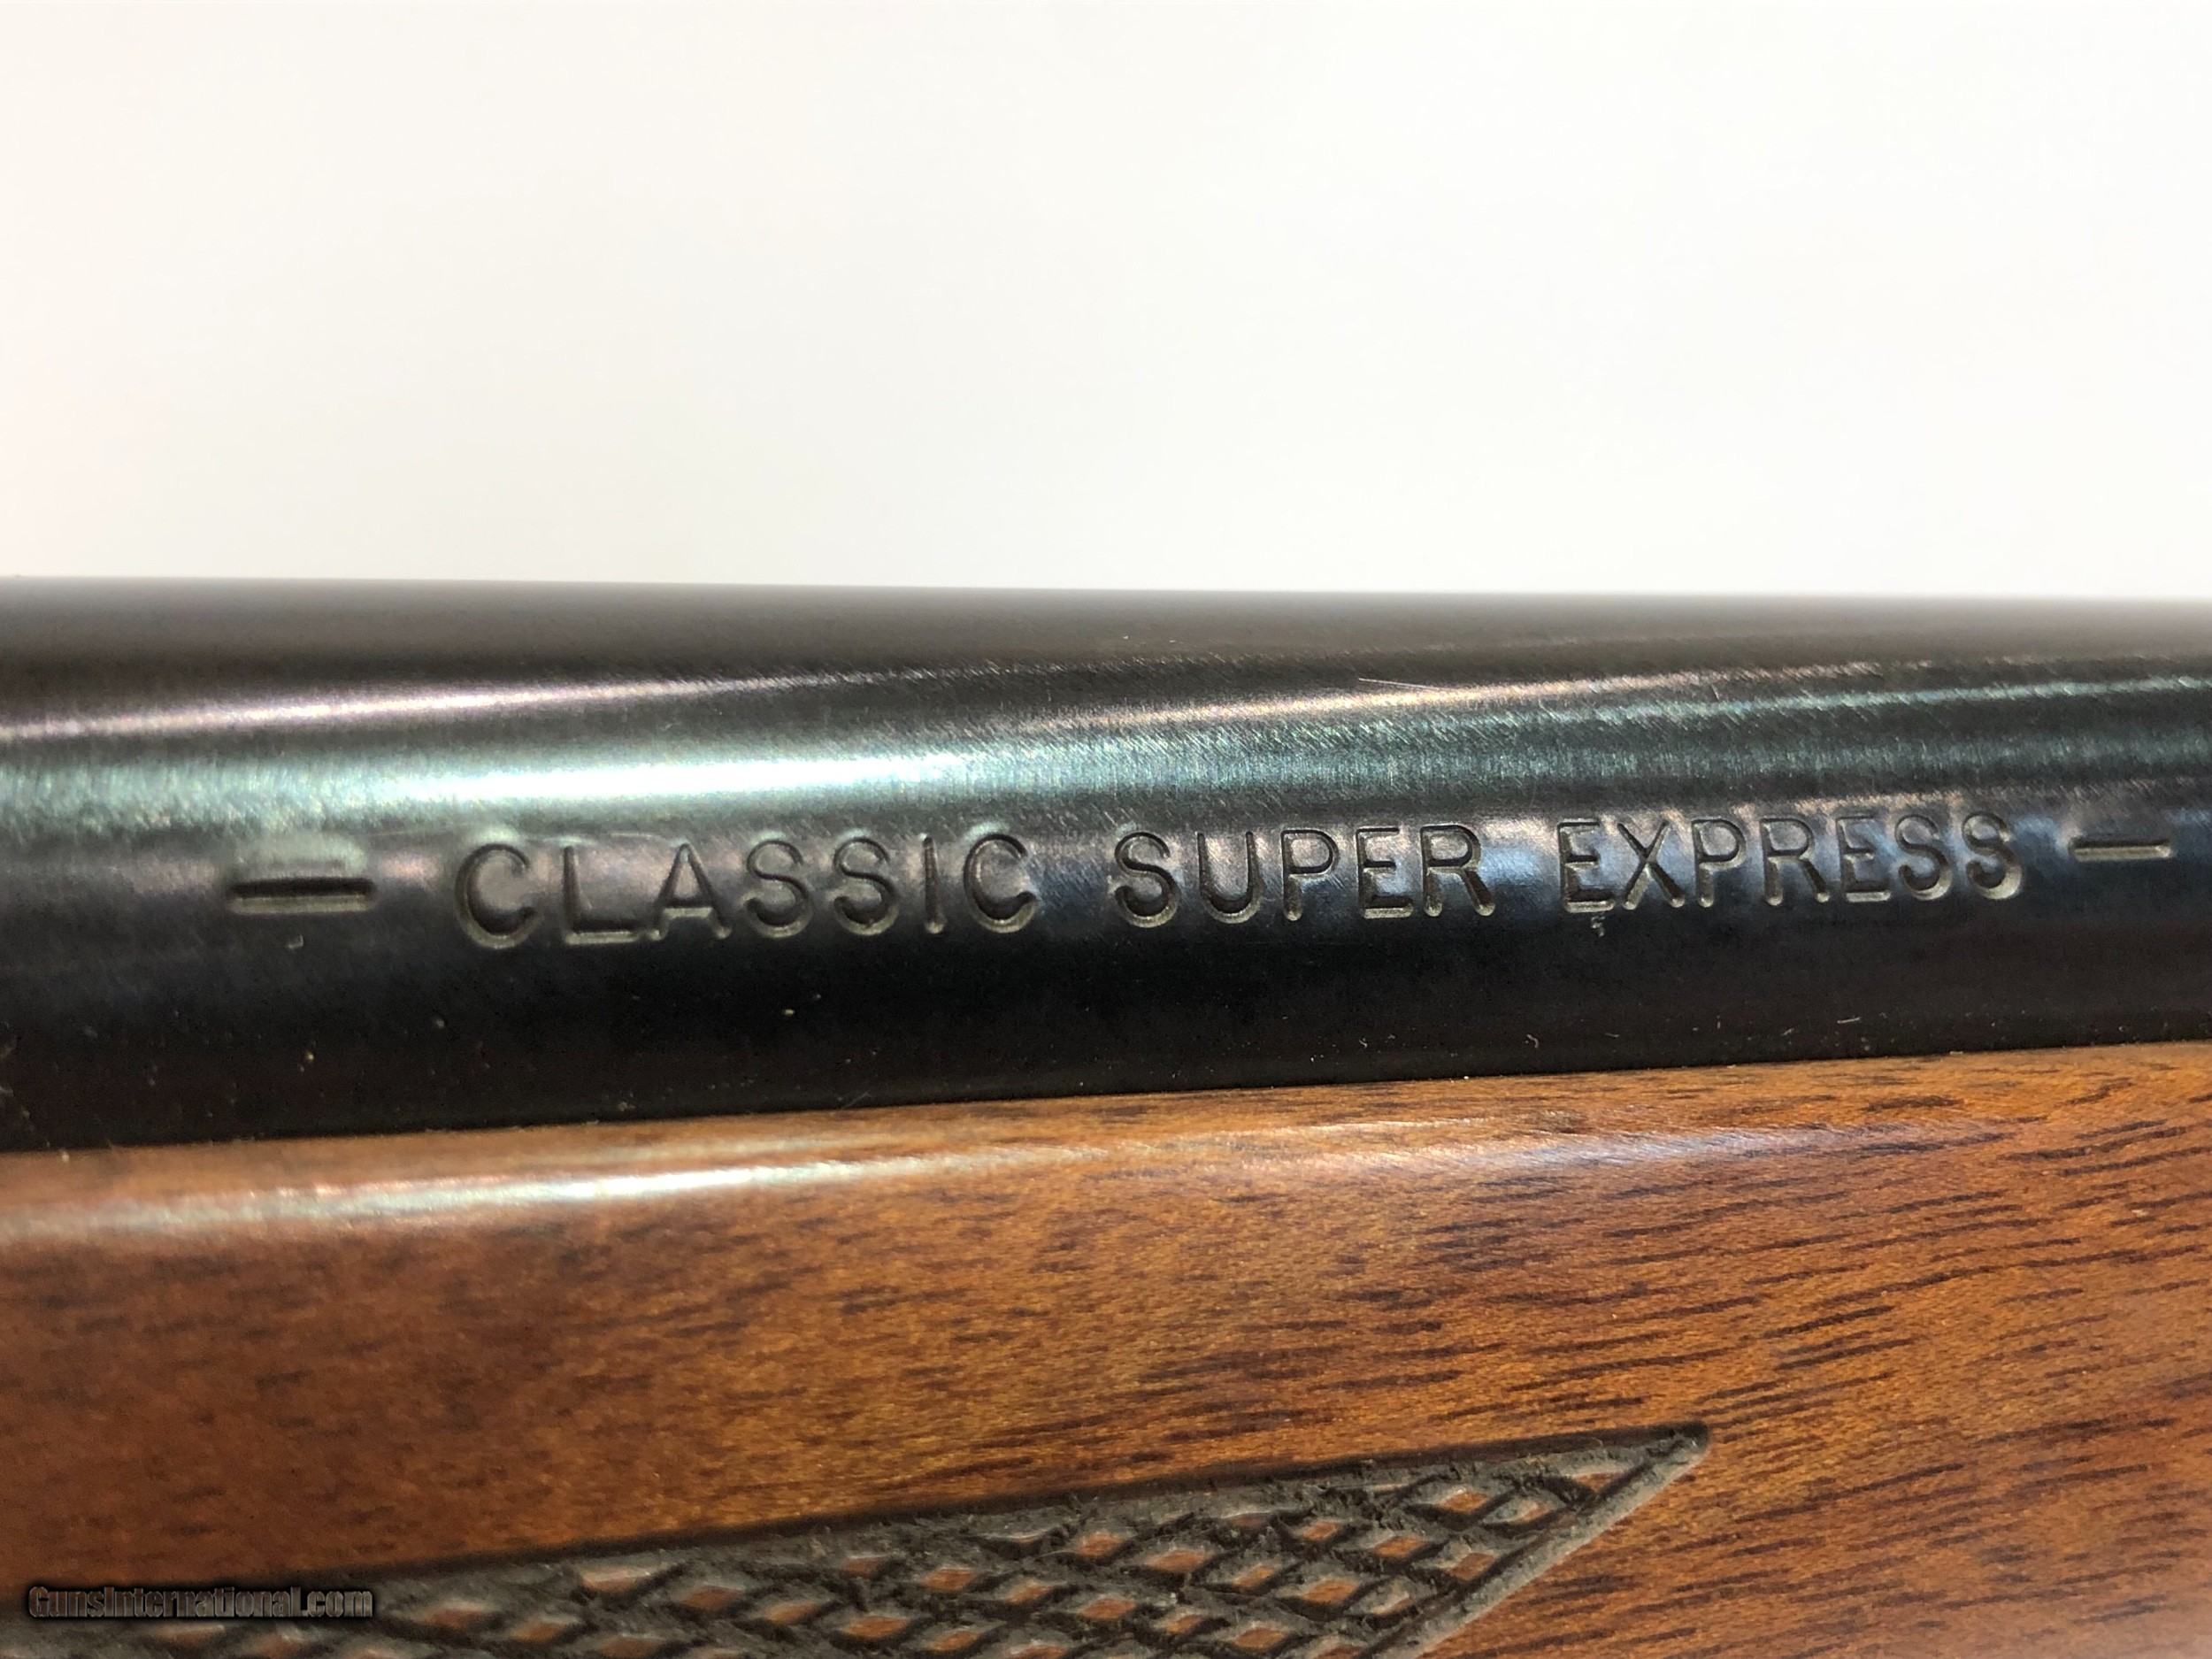 — CLASSIC SUPER EXPRESS —
GunsInternational.com